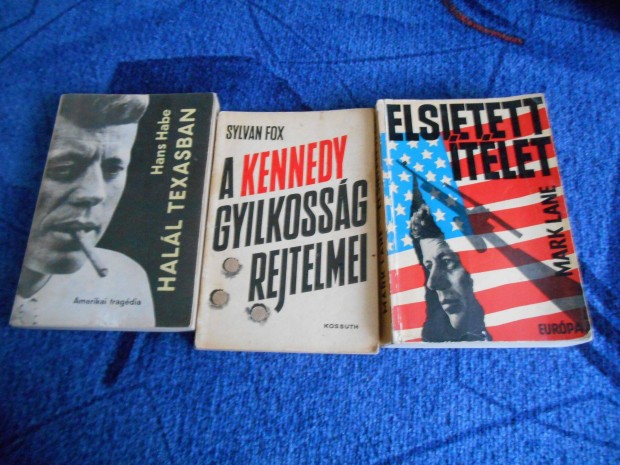 Hans Habe
HALÁL TEXASBAN
Amerikai tragédia
SYLVAN FOX
A KENNEDY
GYILKOSSÁG
REJTELMEI
KOSSUTH
ELSIETETT
ÍTÉLET
MARK LANE
EURÓPA